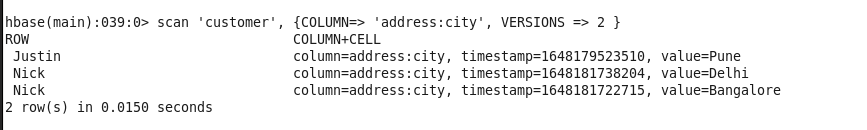 hbase(main):039:0> scan 'customer', {COLUMN=> 'address:city', VERSIONS => 2 }
ROW COLUMN+CELL
Justin column=address:city, timestamp=1648179523510, value=Pune
Nick column=address:city, timestamp=1648181738204, value=Delhi
Nick column=address:city, timestamp=1648181722715, value=Bangalore
2 row(s) in 0.0150 seconds